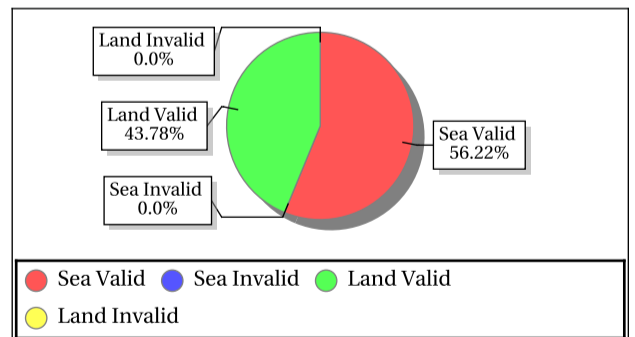 Land Invalid
0.0%
Land Valid
43.78%
Sea Valid
56.22%
Sea Invalid
0.0%
Sea Valid Sea Invalid Land Valid
Land Invalid